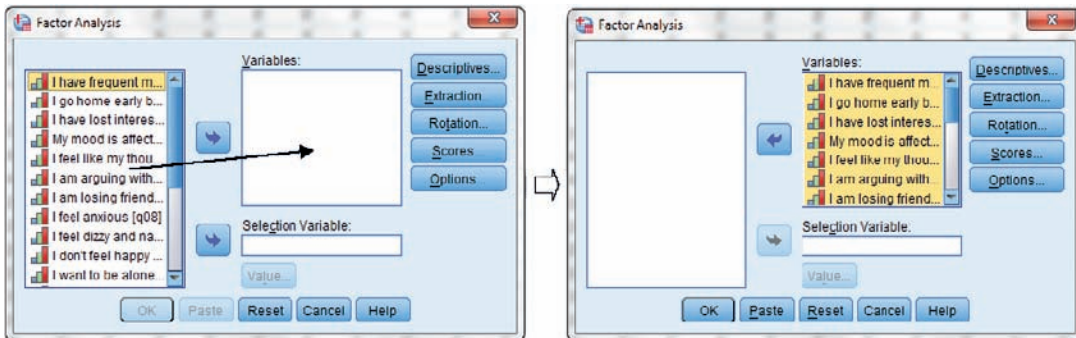 Factor Analysis
Variables:
I have frequent m...
I go home early b...
I have lost interes...
My mood is affect...
I feel like my thou
I am arguing with...
I am losing friend...
I feel anxious [q08]
I feel dizzy and na...
I don't feel happy ...
I want to be alone
Descriptives...
Extraction
Rotation...
Scores
Options
Selection Variable:
Value...
OK
Paste
Reset
Cancel
Help
Factor Analysis
Variables:
I have frequent m...
I go home early b...
I have lost interes...
My mood is affect...
I feel like my thou...
I am arguing with...
I am losing friend...
Descriptives...
Extraction...
Rotation...
Scores...
Options...
Selection Variable:
Value...
OK
Paste
Reset
Cancel
Help